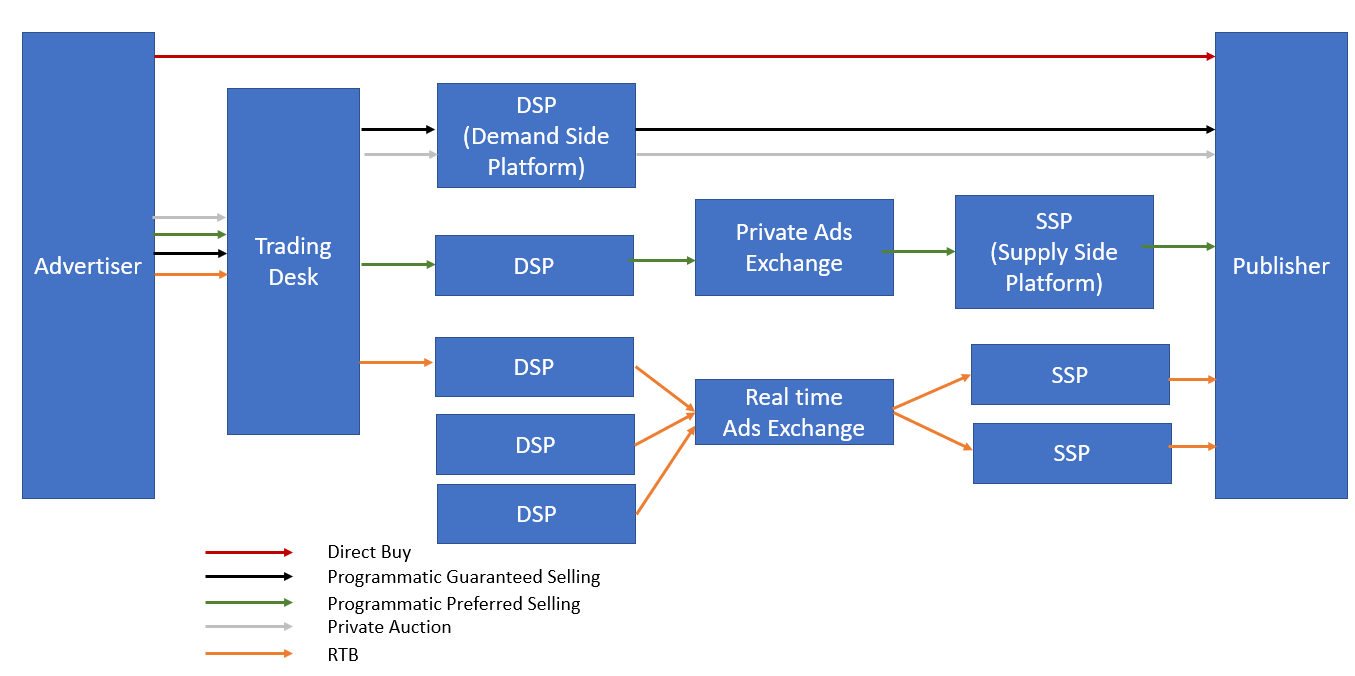 Advertiser
Trading
Desk
DSP
(Demand Side
Platform)
DSP
Private Ads
Exchange
SSP
(Supply Side
Platform)
Publisher
DSP
DSP
DSP
Real time
Ads Exchange
SSP
SSP
Direct Buy
Programmatic Guaranteed Selling
Programmatic Preferred Selling
Private Auction
RTB